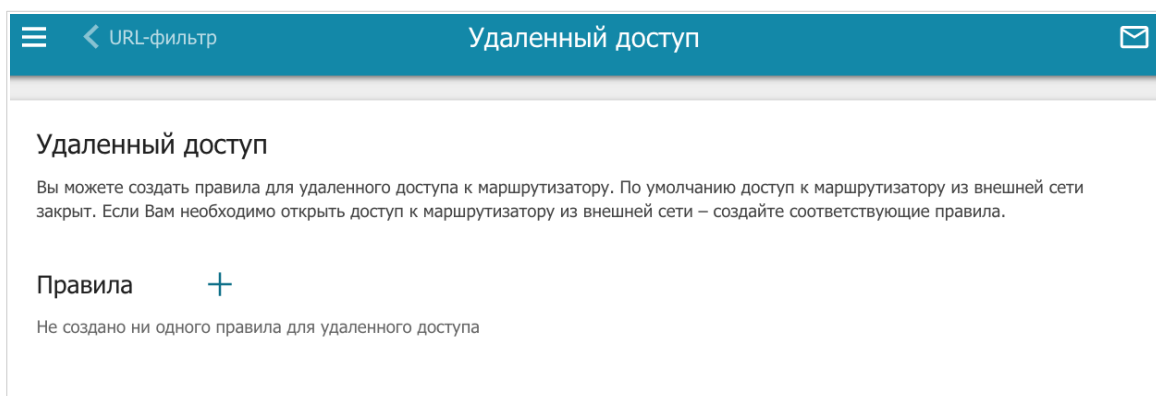 URL-фильтр
Удаленный доступ
Удаленный доступ
Вы можете создать правила для удаленного доступа к маршрутизатору. По умолчанию доступ к маршрутизатору из внешней сети
закрыт. Если Вам необходимо открыть доступ к маршрутизатору из внешней сети – создайте соответствующие правила.
Правила
Не создано ни одного правила для удаленного доступа